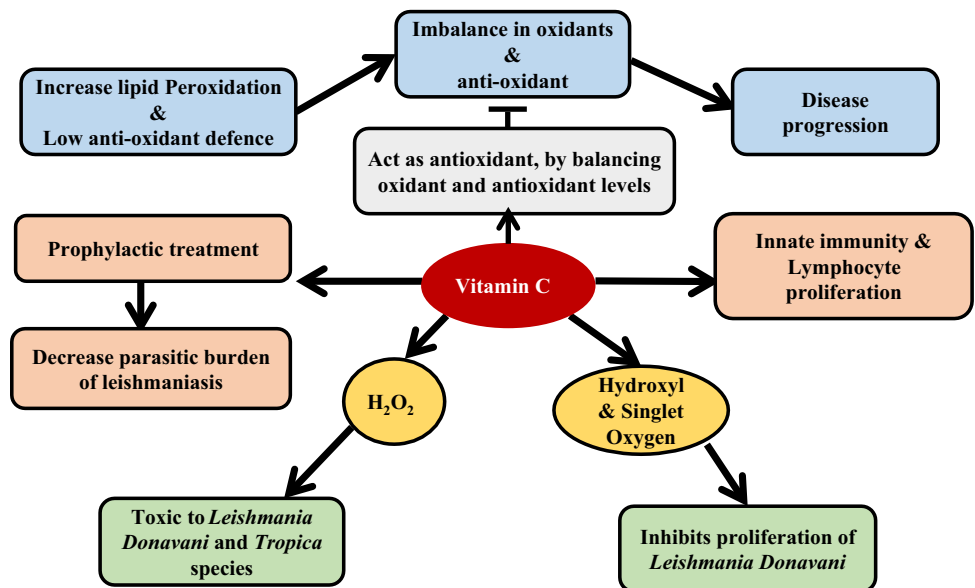 Imbalance in oxidants
&
anti-oxidant
Increase lipid Peroxidation
&
Low anti-oxidant defence
Disease
progression
Act as antioxidant, by balancing
oxidant and antioxidant levels
Prophylactic treatment
Vitamin C
Innate immunity &
Lymphocyte
proliferation
Decrease parasitic burden
of leishmaniasis
H₂O₂
Hydroxyl
& Singlet
Oxygen
Toxic to Leishmania
Donavani and Tropica
species
Inhibits proliferation of
Leishmania Donavani